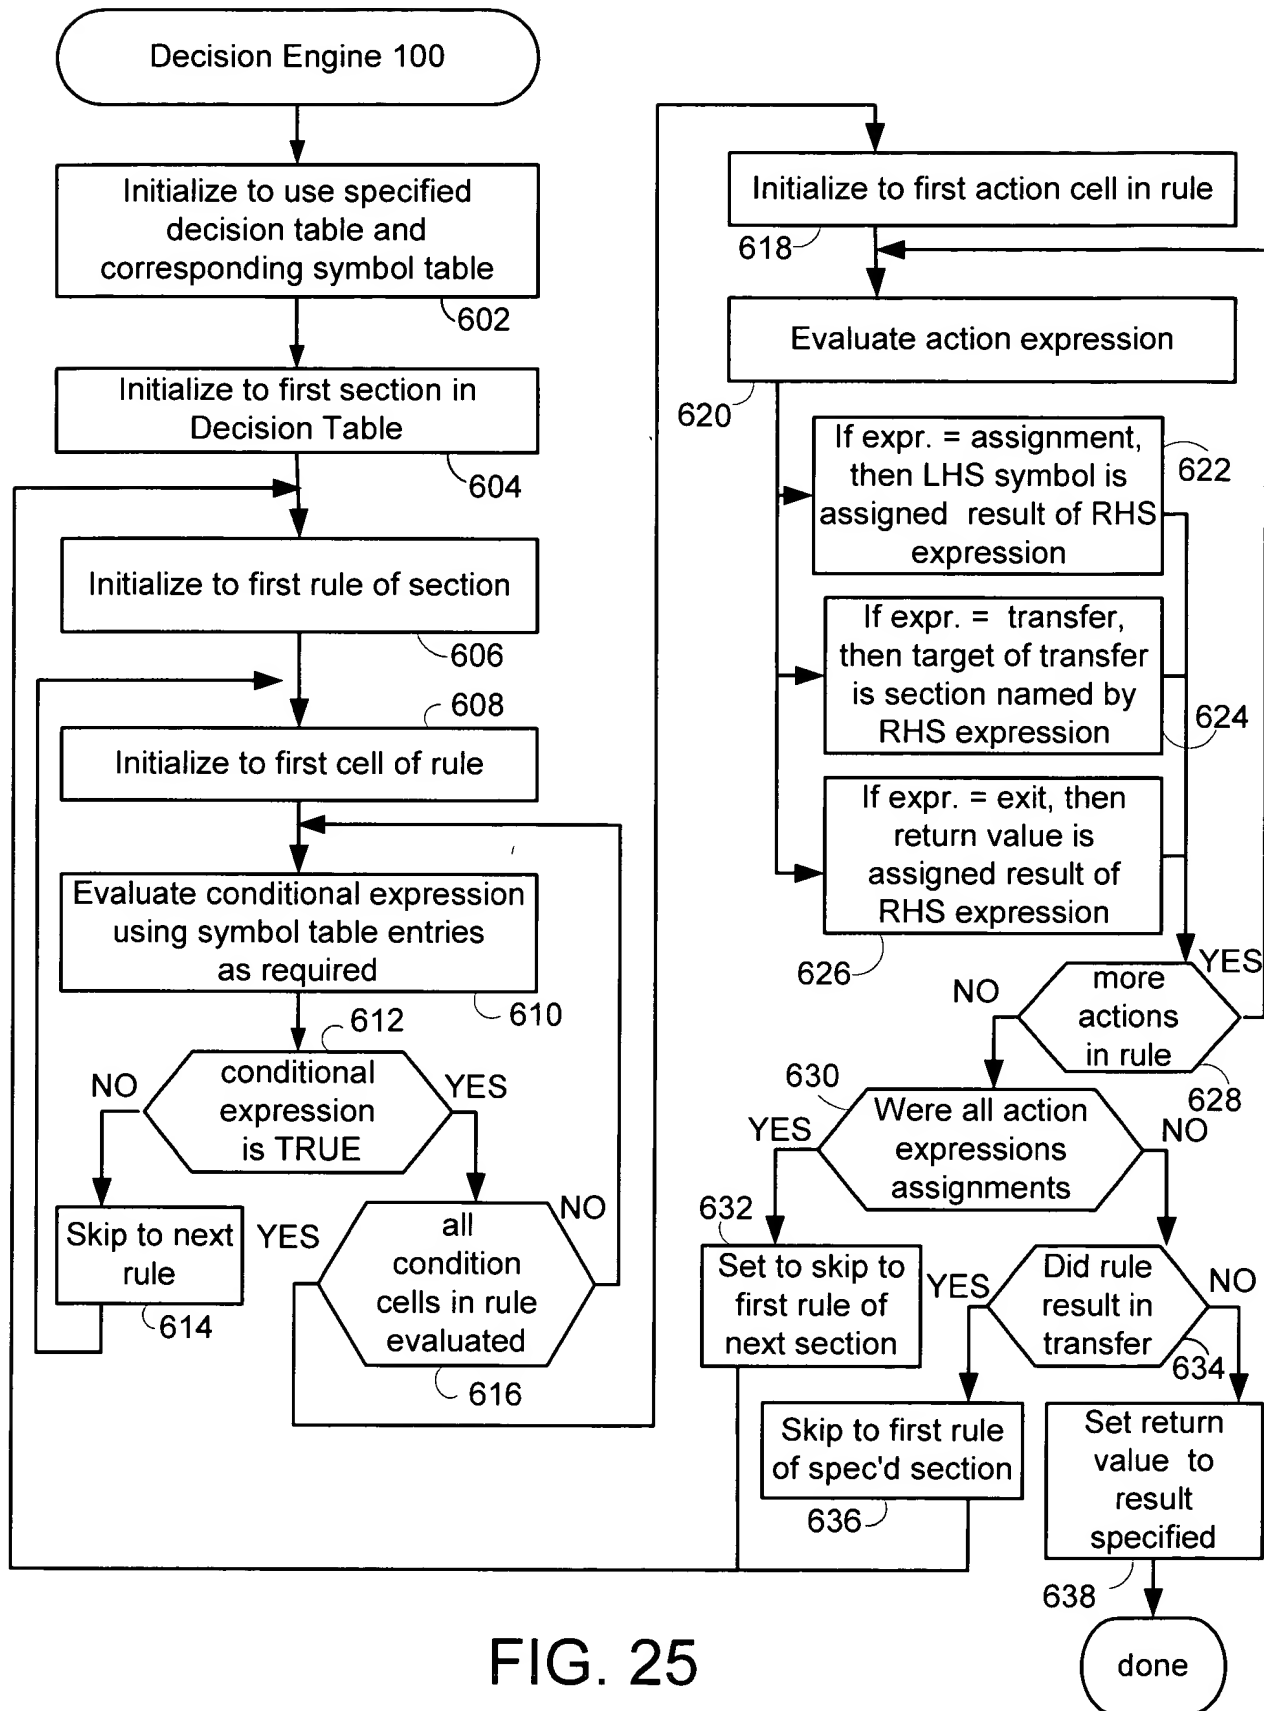 Decision Engine 100
Initialize to use specified
decision table and
corresponding symbol table
602
Initialize to first section in
Decision Table
604
Initialize to first rule of section
606
608
Initialize to first cell of rule
Evaluate conditional expression
using symbol table entries
as required
610
612
NO
conditional
expression
is TRUE
YES
Skip to next
rule
614
YES
all
condition
cells in rule
evaluated
NO
616
Initialize to first action cell in rule
618
Evaluate action expression
620
If expr. = assignment,
then LHS symbol is
assigned result of RHS
expression
622
If expr. = transfer,
then target of transfer
is section named by
RHS expression
624
If expr. = exit, then
return value is
assigned result of
RHS expression
626
YES
NO
more
actions
in rule
628
630
YES
Were all action
expressions
assignments
NO
632
Set to skip to
first rule of
next section
YES
Did rule
result in
transfer
NO
634
Skip to first rule
of spec'd section
636
Set return
value to
result
specified
638
done
FIG. 25